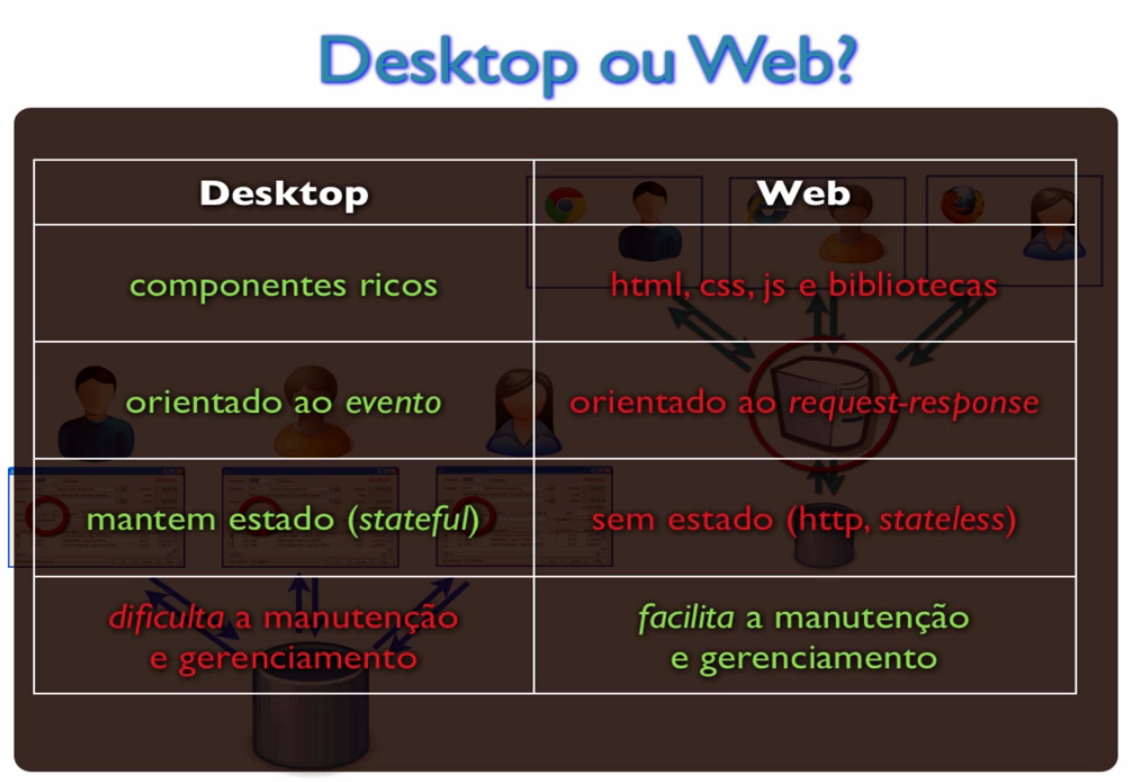 Desktop ou Web?
Desktop
Web
componentes ricos
html, css, js e bibliotecas
orientado ao evento
orientado ao request-response
mantem estado (stateful)
sem estado (http, stateless)
dificulta a manutenção
e gerenciamento
facilita a manutenção
e gerenciamento